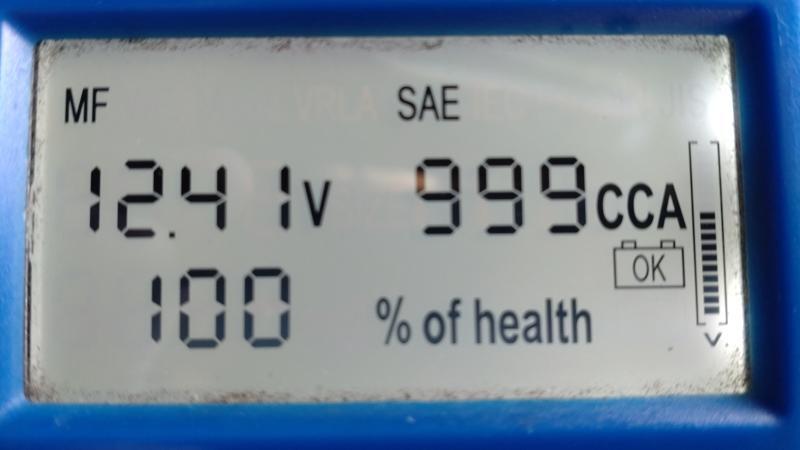 MF SAE
12.41V 999CCA
OK
100 % of health